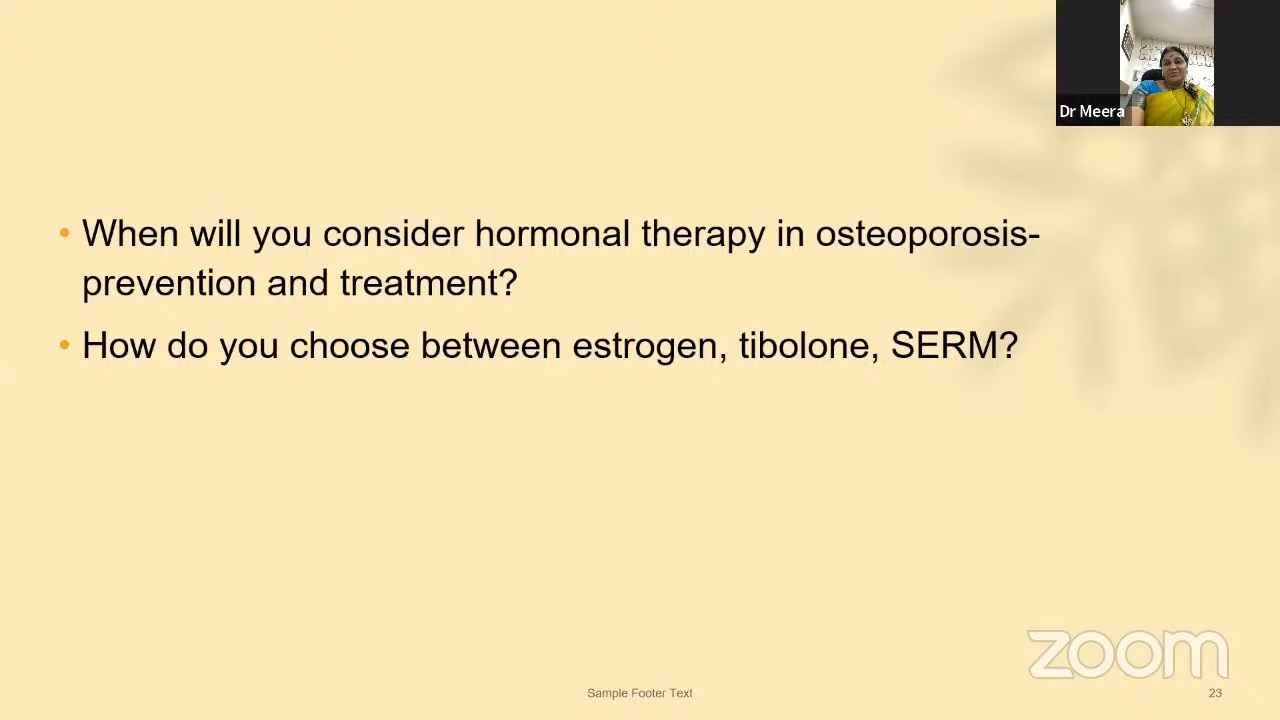 Dr Meera
• When will you consider hormonal therapy in osteoporosis-
prevention and treatment?
• How do you choose between estrogen, tibolone, SERM?
zoom
Sample Footer Text
23